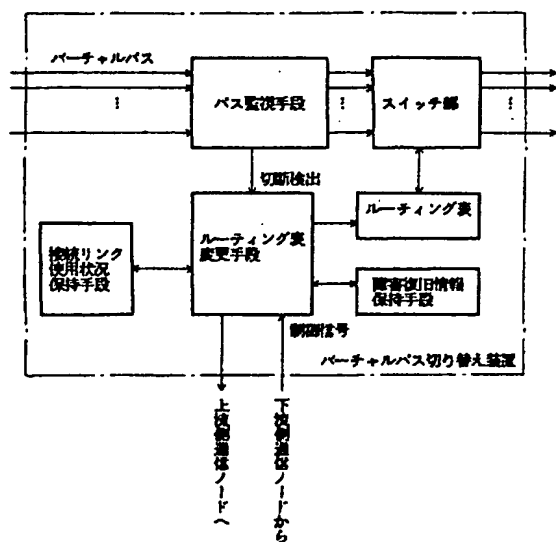 バーチャルパス
パス監視手段
スイッチ部
切断検出
ルーティング表
ルーティング表
変更手段
接続リンク
使用状況
保持手段
障害復旧情報
保持手段
制御信号
バーチャルパス切り替え装置
上流側通信ノードへ
下流側通信ノードから